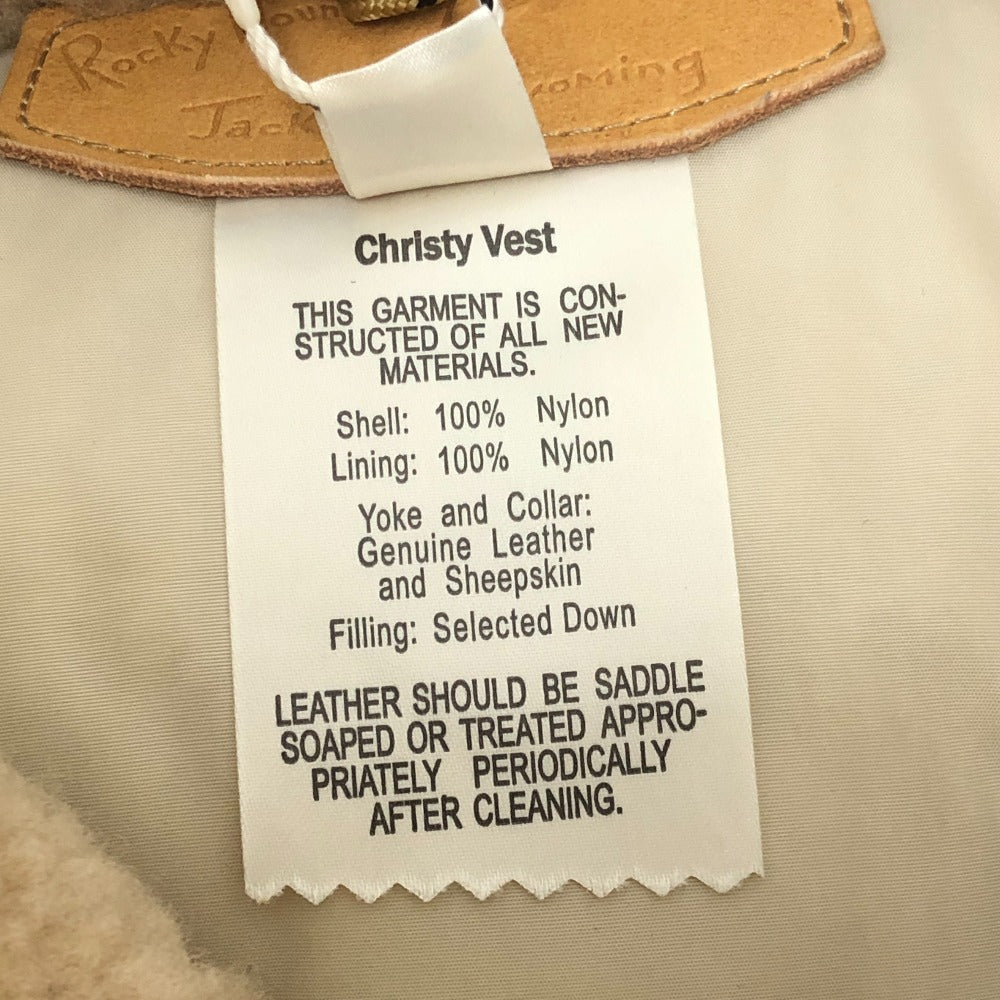 Rocky
Christy Vest
THIS GARMENT IS CON-
STRUCTED OF ALL NEW
MATERIALS.
Shell: 100% Nylon
Lining: 100% Nylon
Yoke and Collar:
Genuine Leather
and Sheepskin
Filling: Selected Down
LEATHER SHOULD BE SADDLE
SOAPED OR TREATED APPRO-
PRIATELY PERIODICALLY
AFTER CLEANING.